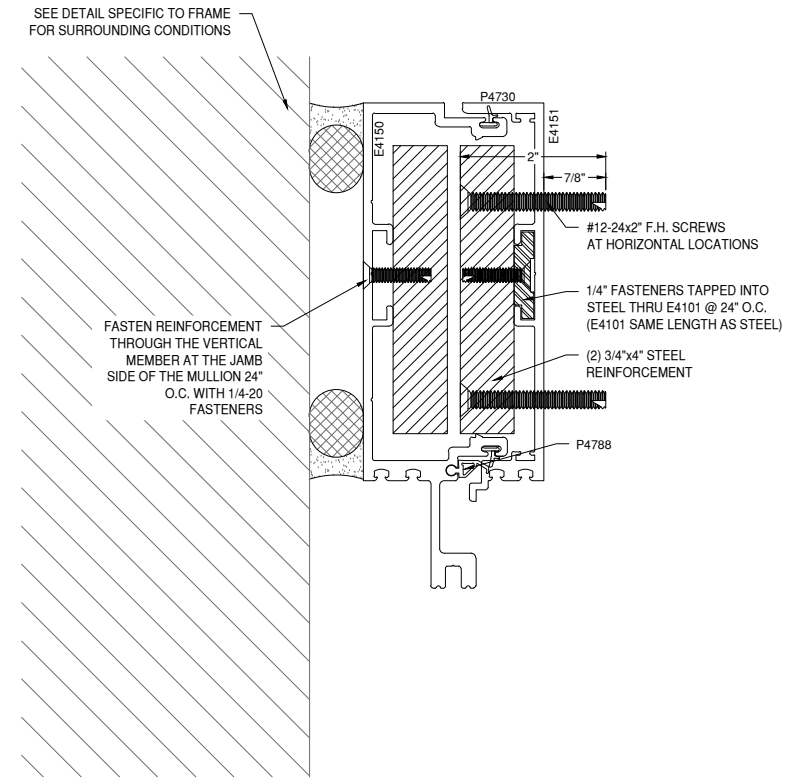 SEE DETAIL SPECIFIC TO FRAME
FOR SURROUNDING CONDITIONS
P4730
E4150
E4151
2"
7/8"
#12-24x2" F.H. SCREWS
AT HORIZONTAL LOCATIONS
1/4" FASTENERS TAPPED INTO
STEEL THRU E4101 @ 24" O.C.
(E4101 SAME LENGTH AS STEEL)
FASTEN REINFORCEMENT
THROUGH THE VERTICAL
MEMBER AT THE JAMB
SIDE OF THE MULLION 24"
O.C. WITH 1/4-20
FASTENERS
(2) 3/4"x4" STEEL
REINFORCEMENT
P4788